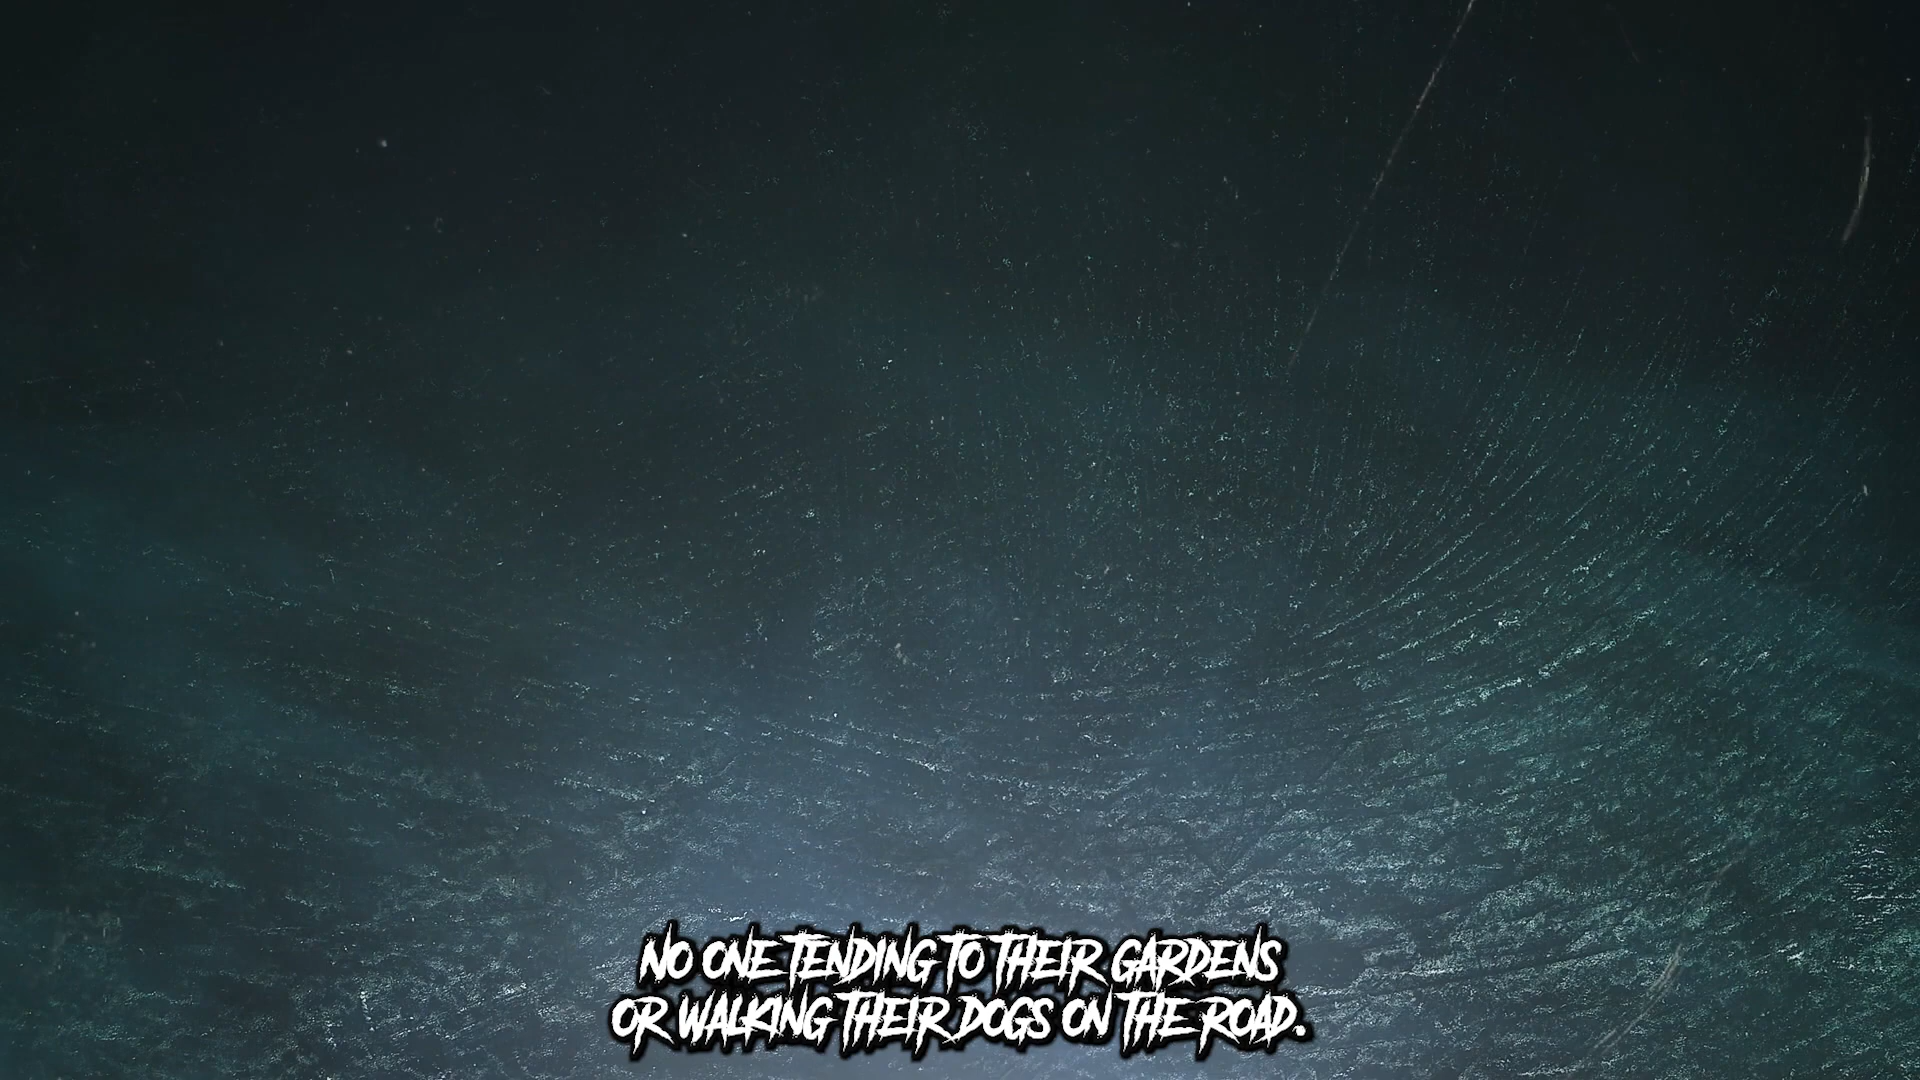 NO ONE TENDING TO THEIR GARDENS
OR WALKING THEIR DOGS ON THE ROAD.